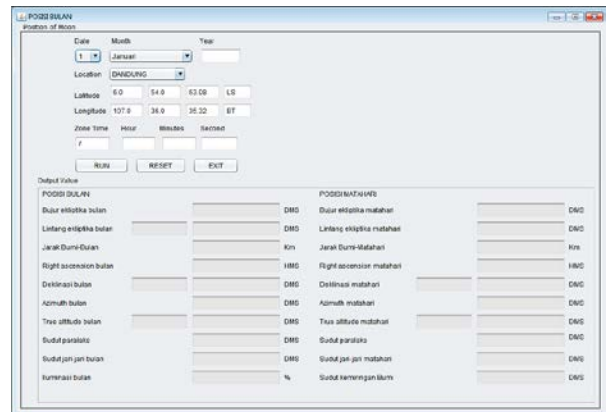 POSISI BULAN
Position of Moon
Date Month Year
1 Januari
Location BANDUNG
Latitude 6.0 54.0 53.08 LS
Longitude 107.0 36.0 35.32 BT
Zone Time Hour Minutes Second
7
RUN RESET EXIT
Output Value
POSISI BULAN POSISI MATAHARI
Bujur ekliptika bulan DMS Bujur ekliptika matahari DMS
Lintang ekliptika bulan DMS Lintang ekliptika matahari DMS
Jarak Bumi-Bulan Km Jarak Bumi-Matahari Km
Right ascension bulan HMS Right ascension matahari HMS
Deklinasi bulan DMS Deklinasi matahari DMS
Azimuth bulan DMS Azimuth matahari DMS
True altitude bulan DMS True altitude matahari DMS
Sudut paralaks DMS Sudut paralaks DMS
Sudut jari-jari bulan DMS Sudut jari-jari matahari DMS
Iluminasi bulan % Sudut kemiringan Bumi DMS